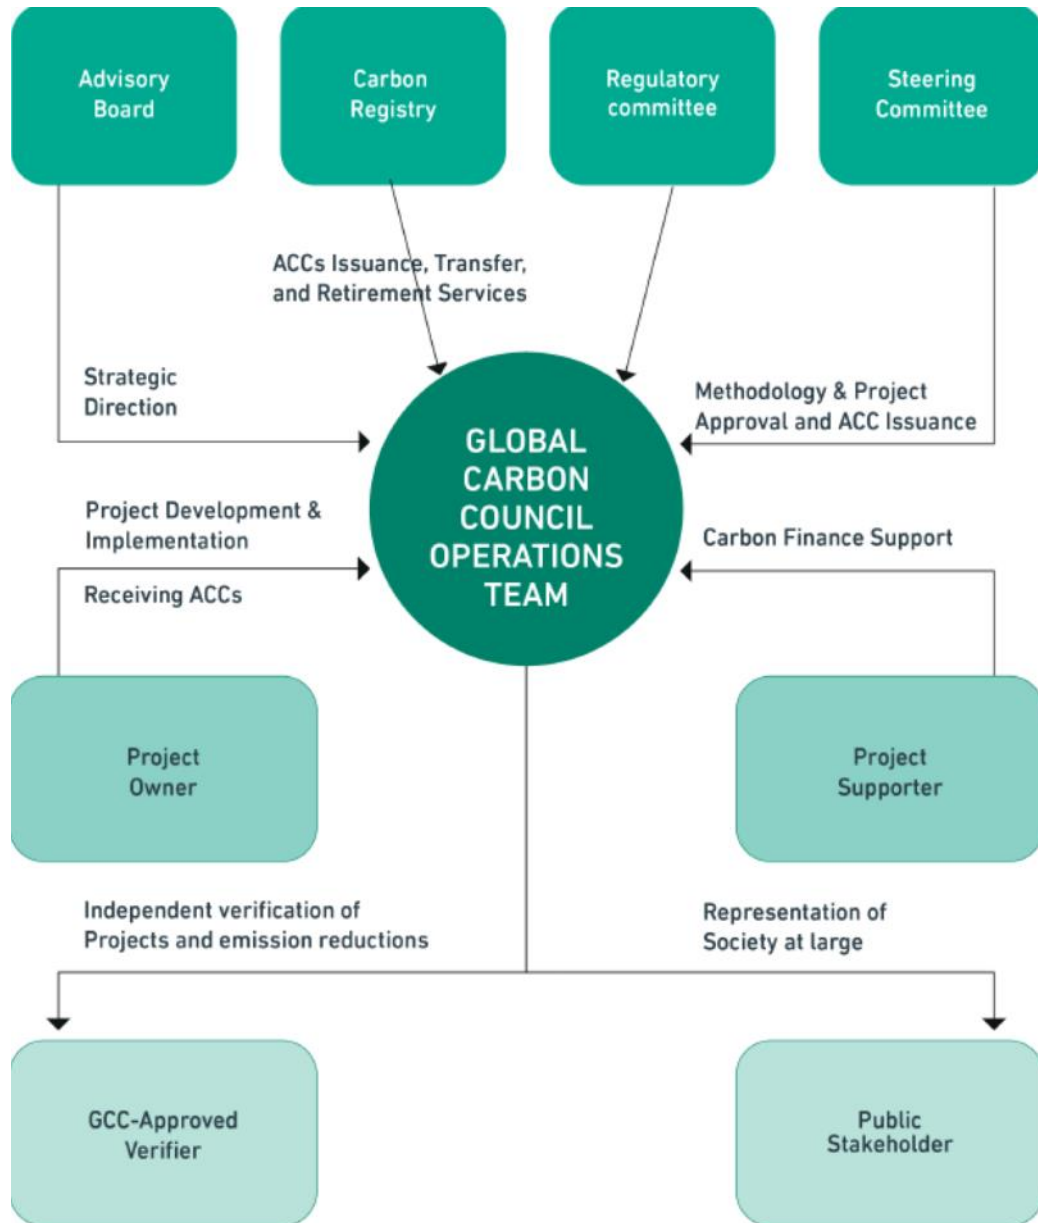 Advisory
Board
Carbon
Registry
Regulatory
committee
Steering
Committee
ACCs Issuance, Transfer,
and Retirement Services
Strategic
Direction
Methodology & Project
Approval and ACC Issuance
GLOBAL
CARBON
COUNCIL
OPERATIONS
TEAM
Project Development &
Implementation
Receiving ACCs
Carbon Finance Support
Project
Owner
Project
Supporter
Independent verification of
Projects and emission reductions
Representation of
Society at large
GCC-Approved
Verifier
Public
Stakeholder